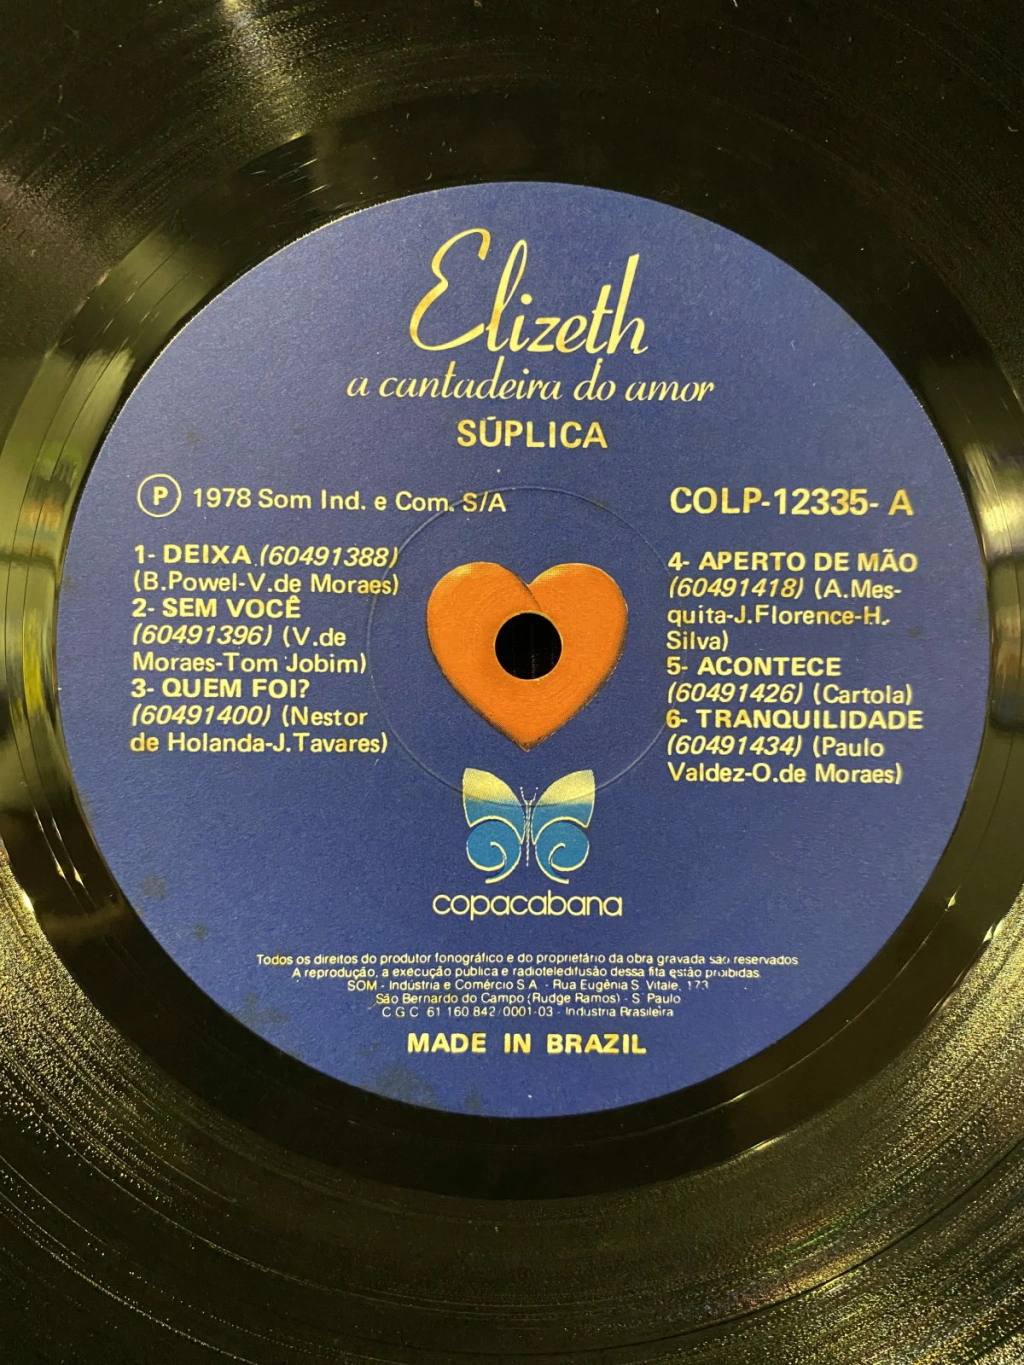 Elizeth
a cantadeira do amor
SÚPLICA
Ⓟ 1978 Som Ind. e Com. S/A
COLP-12335- A
1- DEIXA (60491388)
(B.Powel-V.de Moraes)
2- SEM VOCÊ
(60491396) (V.de
Moraes-Tom Jobim)
3- QUEM FOI?
(60491400) (Nestor
de Holanda-J.Tavares)
4- APERTO DE MÃO
(60491418) (A.Mes-
quita-J.Florence-H.
Silva)
5- ACONTECE
(60491426) (Cartola)
6- TRANQUILIDADE
(60491434) (Paulo
Valdez-O.de Moraes)
copacabana
Todos os direitos do produtor fonográfico e do proprietário da obra gravada são reservados
A reprodução, a execução publica e radioteledifusão dessa fita estão proibidas
SOM - Indústria e Comércio S.A. - Rua Eugênia S. Vitale, 173
São Bernardo do Campo (Rudge Ramos) - S. Paulo
C G C 61 160 842/0001-03 - Industria Brasileira
MADE IN BRAZIL